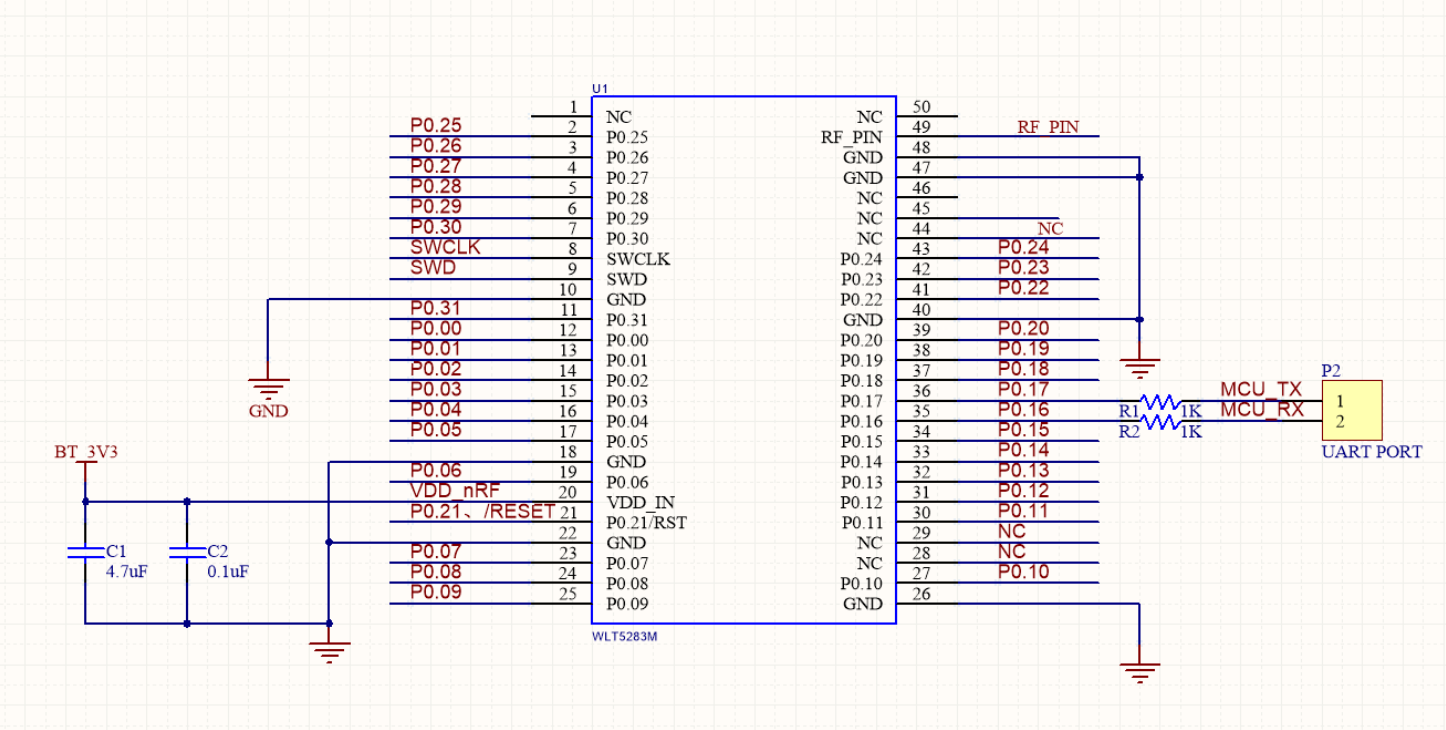 U1
1 NC
P0.25 2 P0.25
P0.26 3 P0.26
P0.27 4 P0.27
P0.28 5 P0.28
P0.29 6 P0.29
P0.30 7 P0.30
SWCLK 8 SWCLK
SWD 9 SWD
10 GND
P0.31 11 P0.31
P0.00 12 P0.00
P0.01 13 P0.01
P0.02 14 P0.02
P0.03 15 P0.03
P0.04 16 P0.04
P0.05 17 P0.05
18 GND
P0.06 19 P0.06
VDD_nRF 20 VDD_IN
P0.21、/RESET 21 P0.21/RST
22 GND
P0.07 23 P0.07
P0.08 24 P0.08
P0.09 25 P0.09
GND
BT_3V3
C1
4.7uF
C2
0.1uF
NC 50
RF_PIN 49 RF_PIN
GND 48
GND 47
NC 46
NC 45
NC 44 NC
P0.24 43 P0.24
P0.23 42 P0.23
P0.22 41 P0.22
GND 40
P0.20 39 P0.20
P0.19 38 P0.19
P0.18 37 P0.18
P0.17 36 P0.17
P0.16 35 P0.16
P0.15 34 P0.15
P0.14 33 P0.14
P0.13 32 P0.13
P0.12 31 P0.12
P0.11 30 P0.11
NC 29 NC
NC 28 NC
P0.10 27 P0.10
GND 26
R1 1K MCU_TX
R2 1K MCU_RX
P2
1
2
UART PORT
WLT5283M